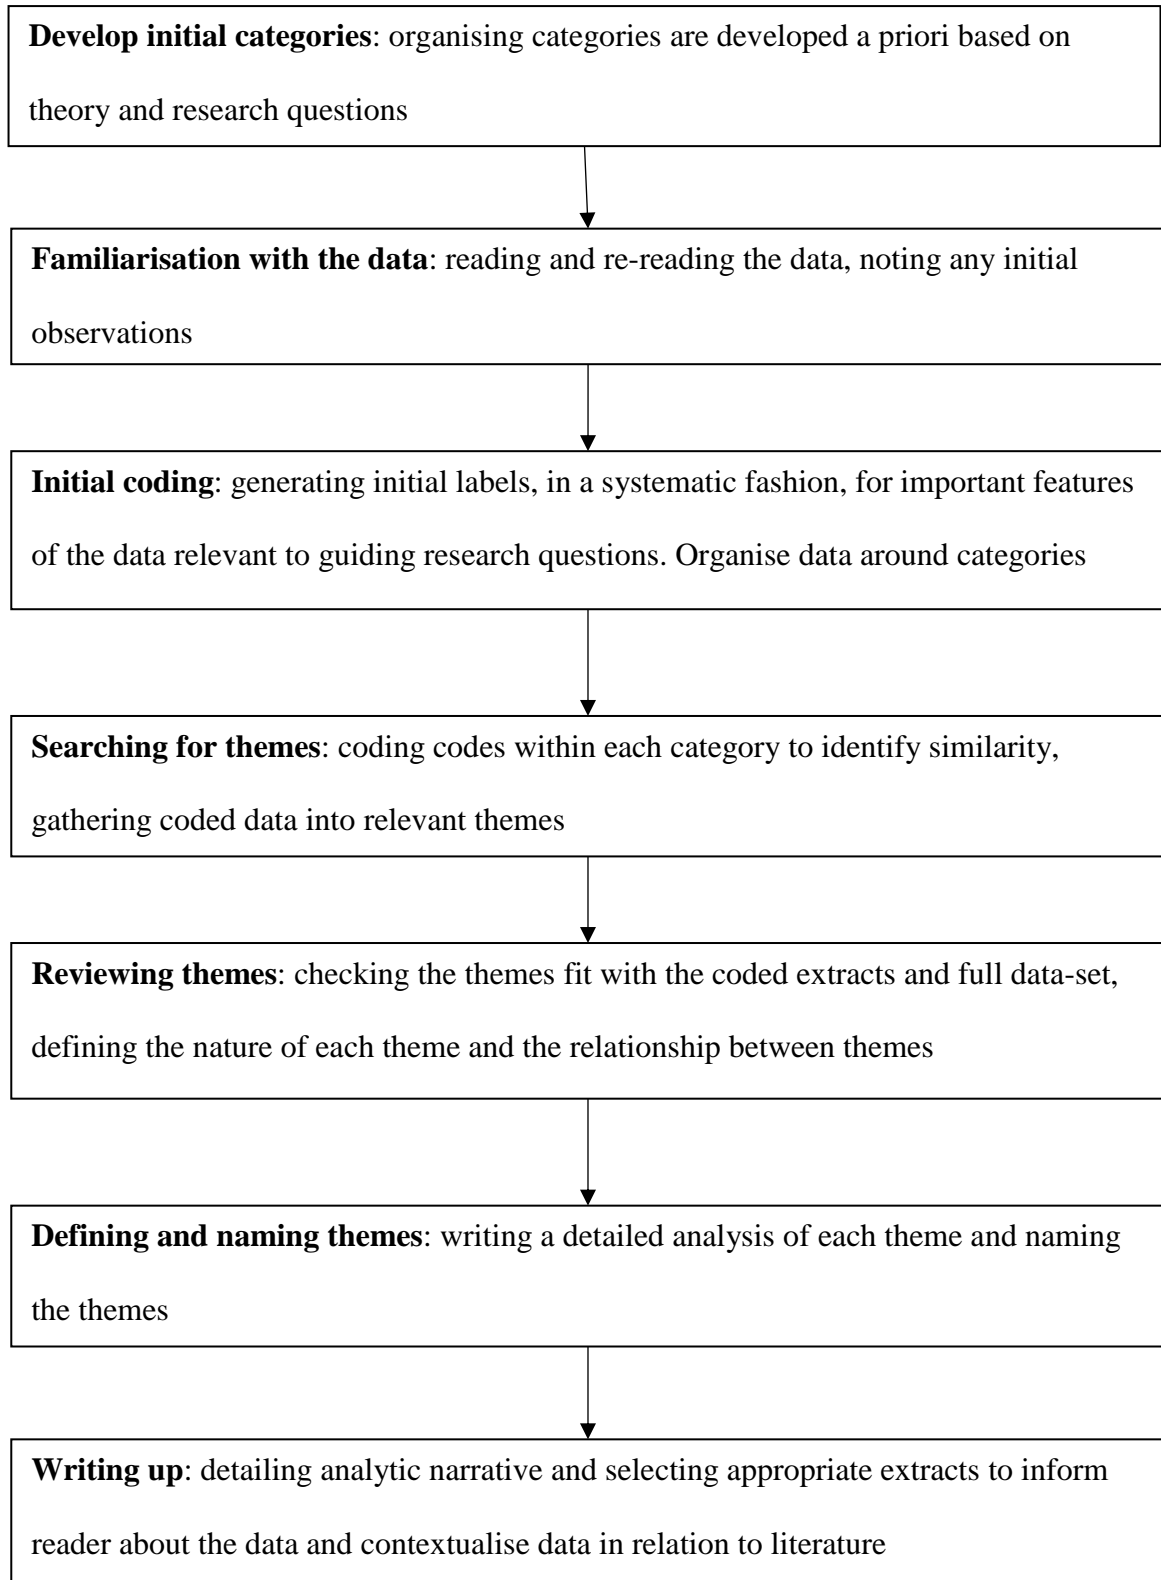 Develop initial categories: organising categories are developed a priori based on
theory and research questions
Familiarisation with the data: reading and re-reading the data, noting any initial
observations
Initial coding: generating initial labels, in a systematic fashion, for important features
of the data relevant to guiding research questions. Organise data around categories
Searching for themes: coding codes within each category to identify similarity,
gathering coded data into relevant themes
Reviewing themes: checking the themes fit with the coded extracts and full data-set,
defining the nature of each theme and the relationship between themes
Defining and naming themes: writing a detailed analysis of each theme and naming
the themes
Writing up: detailing analytic narrative and selecting appropriate extracts to inform
reader about the data and contextualise data in relation to literature